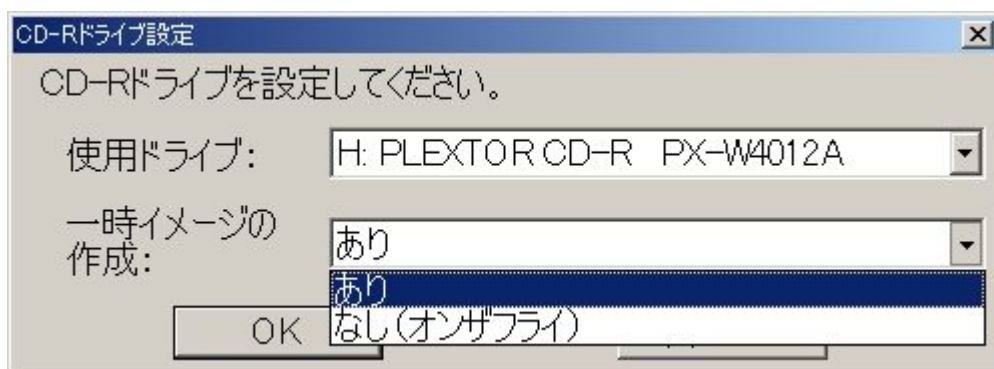 CD-Rドライブ設定
CD-Rドライブを設定してください。
使用ドライブ:
H: PLEXTOR CD-R PX-W4012A
一時イメージの
作成:
あり
あり
なし(オンザフライ)
OK